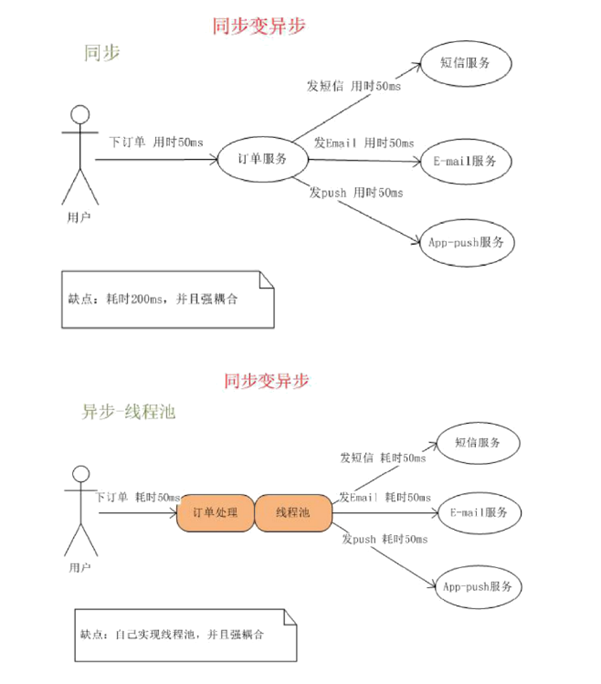 同步变异步
同步
短信服务
发短信 用时50ms
下订单 用时50ms
订单服务
发Email 用时50ms
E-mail服务
发push 用时50ms
用户
App-push服务
缺点：耗时200ms，并且强耦合
同步变异步
异步-线程池
短信服务
发短信 耗时50ms
下订单 耗时50ms
订单处理
线程池
发Email 耗时50ms
E-mail服务
发push 耗时50ms
用户
App-push服务
缺点：自己实现线程池，并且强耦合